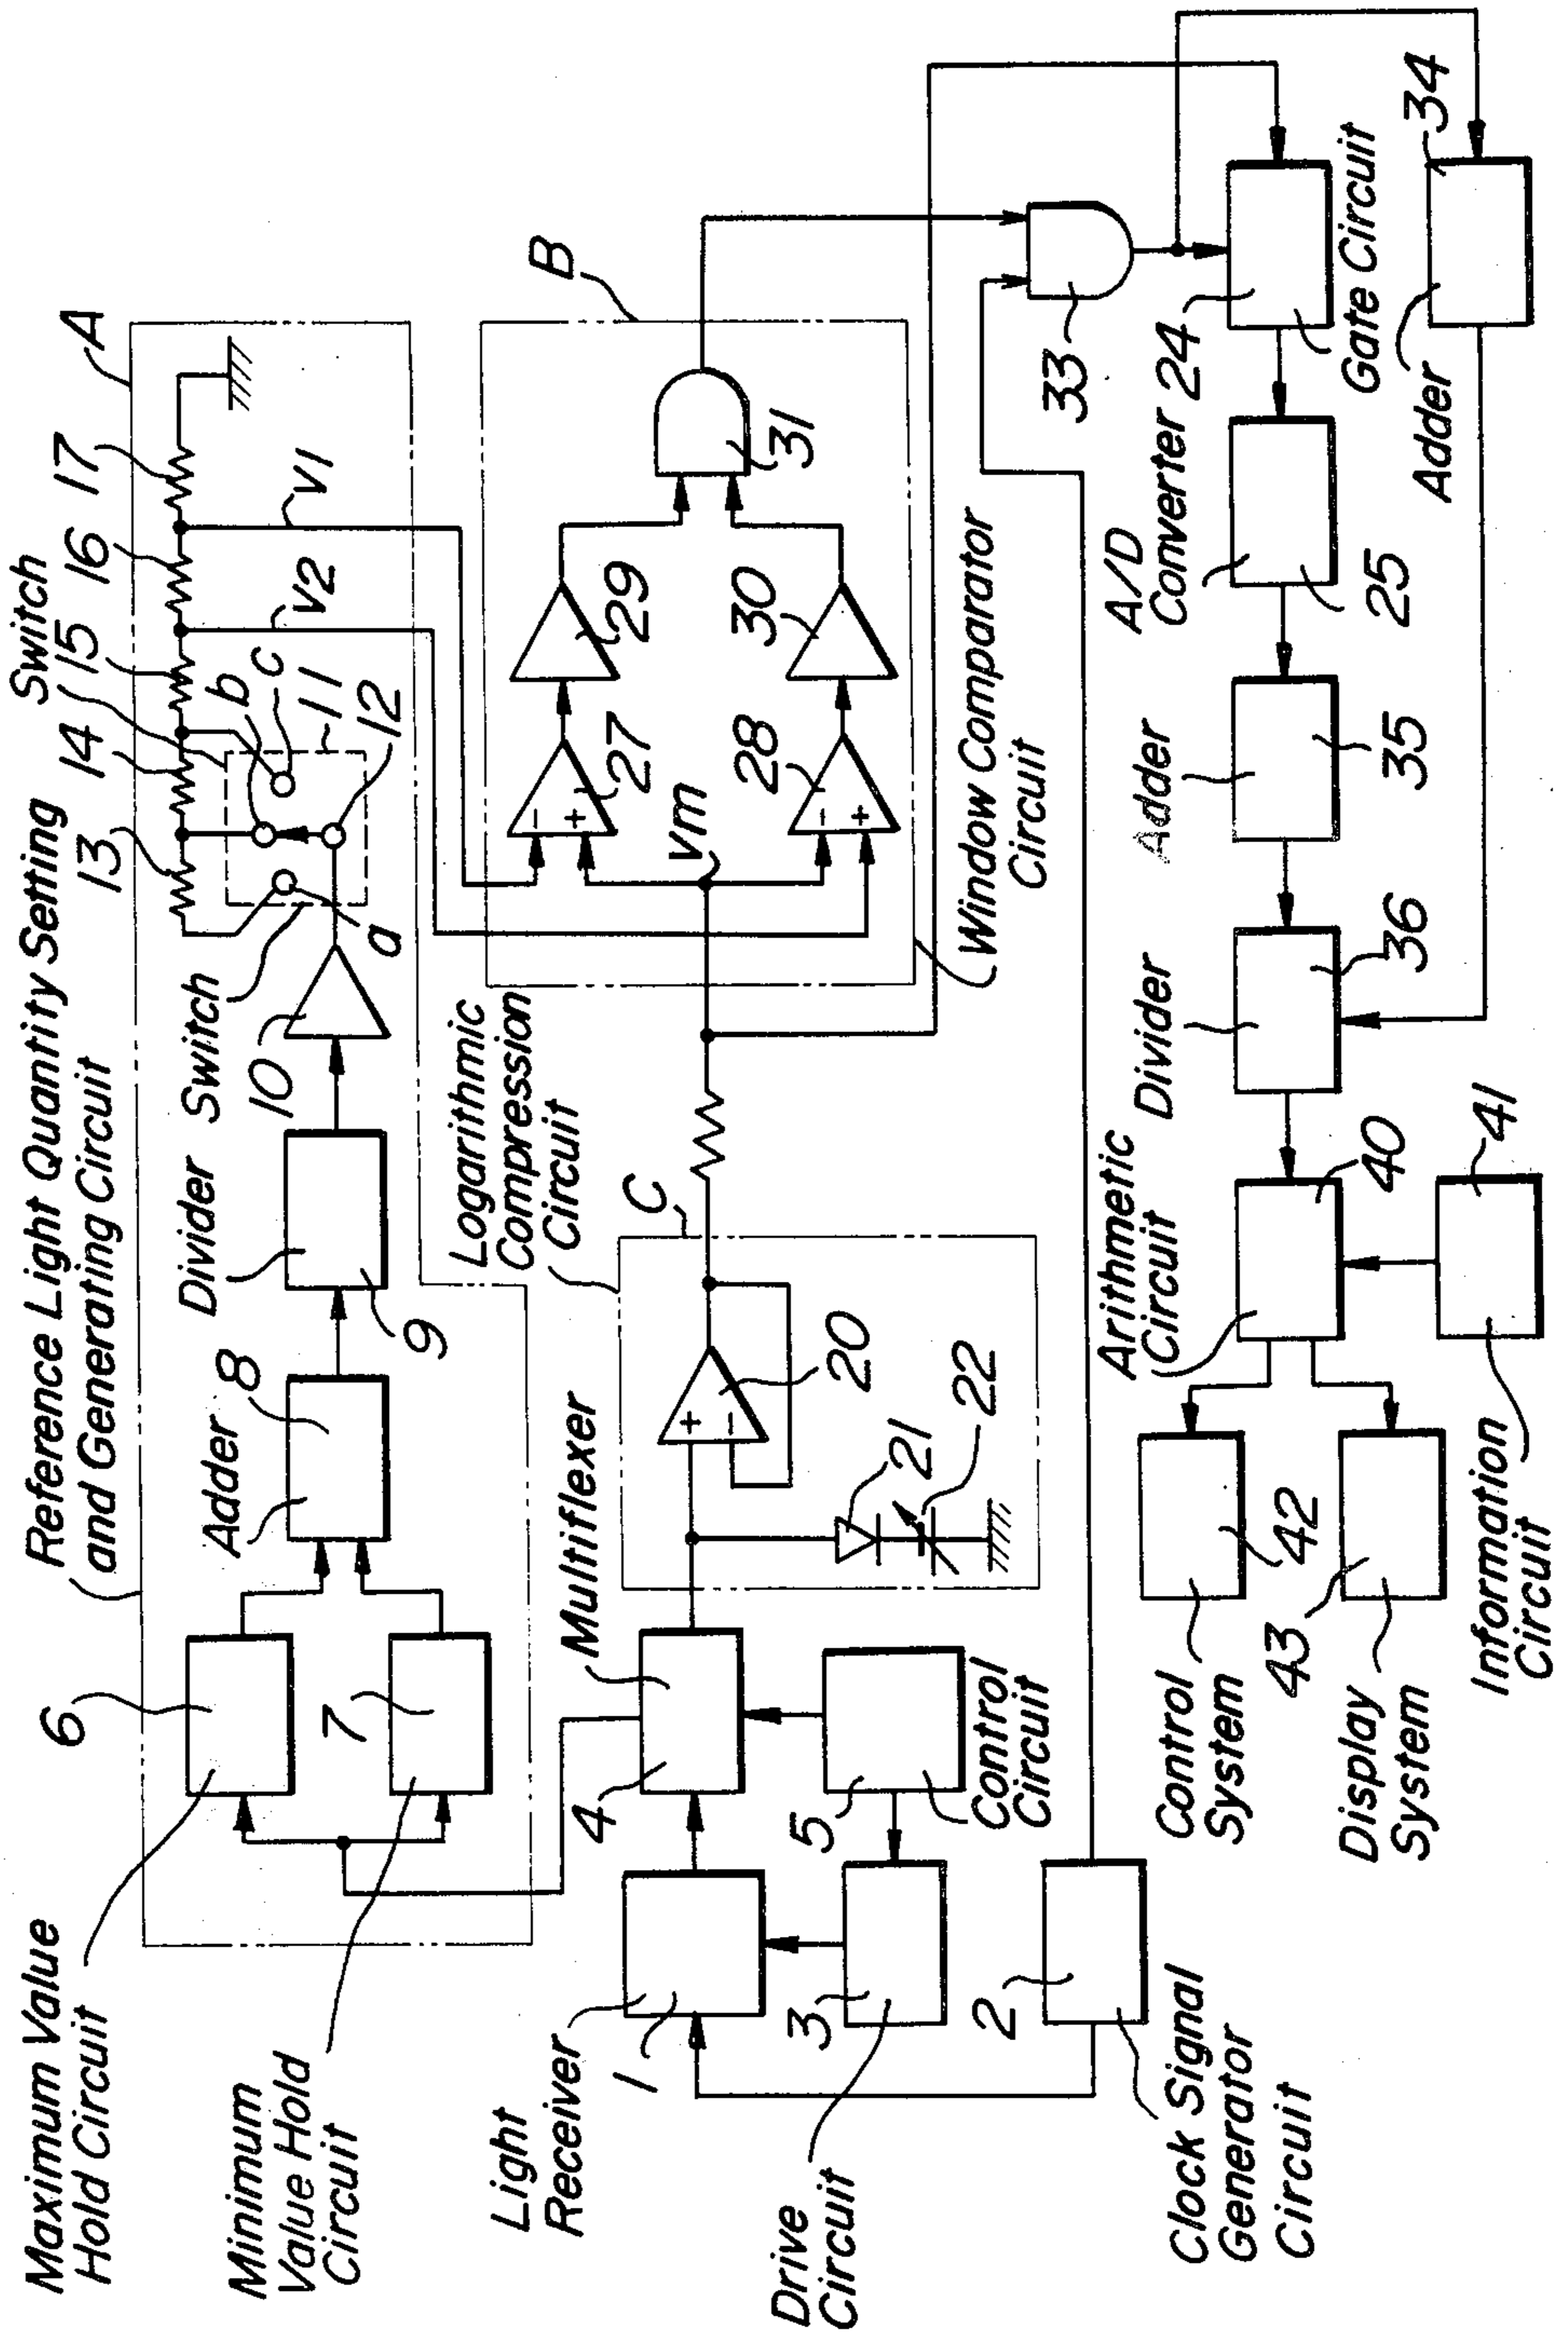 Reference Light Quantity Setting
and Generating Circuit
A
Maximum Value
Hold Circuit
6
Minimum
Value Hold
Circuit
7
Adder
8
Divider
9
Switch
10
13
14
Switch
15
16
17
a
b
c
11
12
V2
V1
B
Logarithmic
Compression
Circuit
C
20
21
22
+
-
Vm
27
-
+
28
-
+
29
30
31
Window Comparator
Circuit
Light
Receiver
1
Multiflexer
4
Control
Circuit
5
Drive
Circuit
3
Clock Signal
Generator
Circuit
2
33
Gate Circuit
24
Adder
34
A/D
Converter
25
Adder
35
Divider
36
Arithmetic
Circuit
40
Information
Circuit
41
Control
System
42
Display
System
43